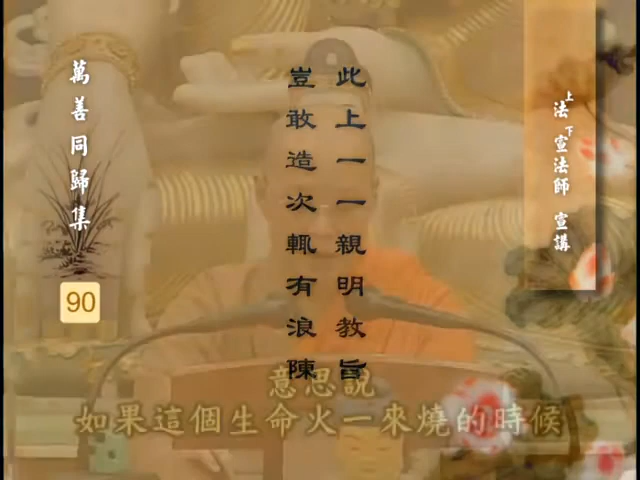 上法下宣法師 宣講
此上一一親明教旨
豈敢造次輒有浪陳
萬善同歸集
90
意思說
如果這個生命火一來燒的時候